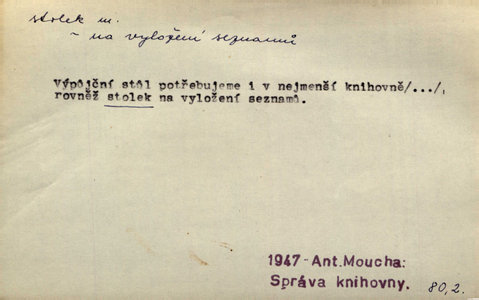 stolek m.
~ na vyložení seznamů
Výpůjční stůl potřebujeme i v nejmenší knihovně/.../,
rovněž stolek na vyložení seznamů.
1947 - Ant. Moucha:
Správa knihovny. 80,2.